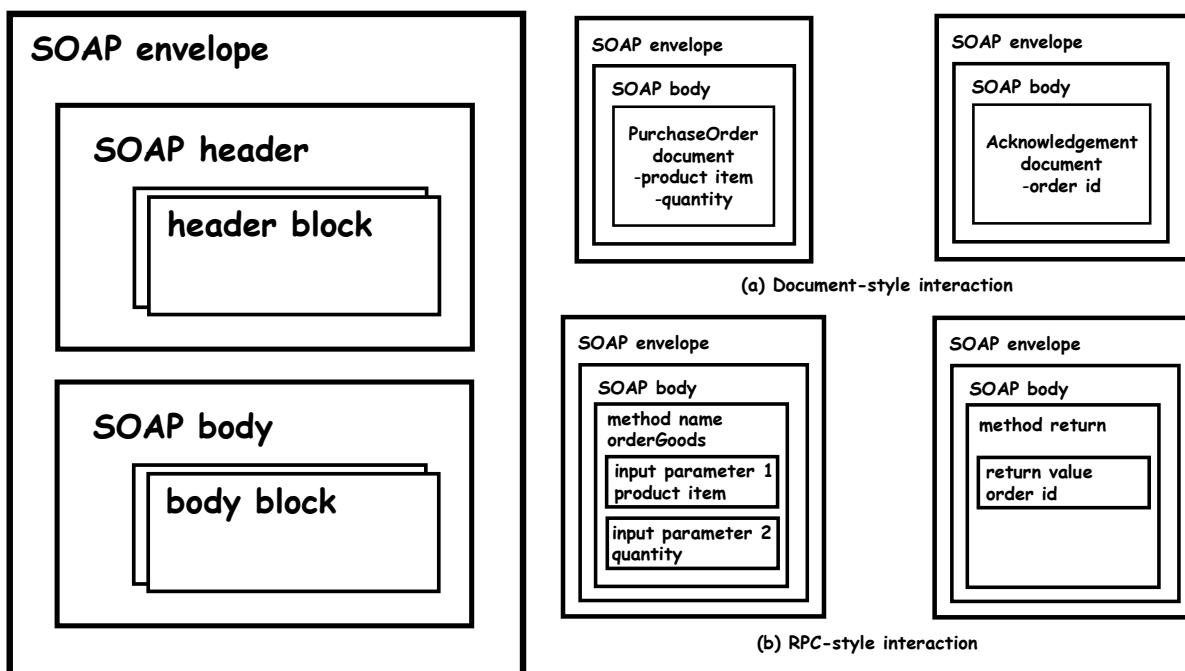 SOAP envelope
SOAP header
header block
SOAP body
body block
SOAP envelope
SOAP body
PurchaseOrder
document
-product item
-quantity
SOAP envelope
SOAP body
Acknowledgement
document
-order id
(a) Document-style interaction
SOAP envelope
SOAP body
method name
orderGoods
input parameter 1
product item
input parameter 2
quantity
SOAP envelope
SOAP body
method return
return value
order id
(b) RPC-style interaction